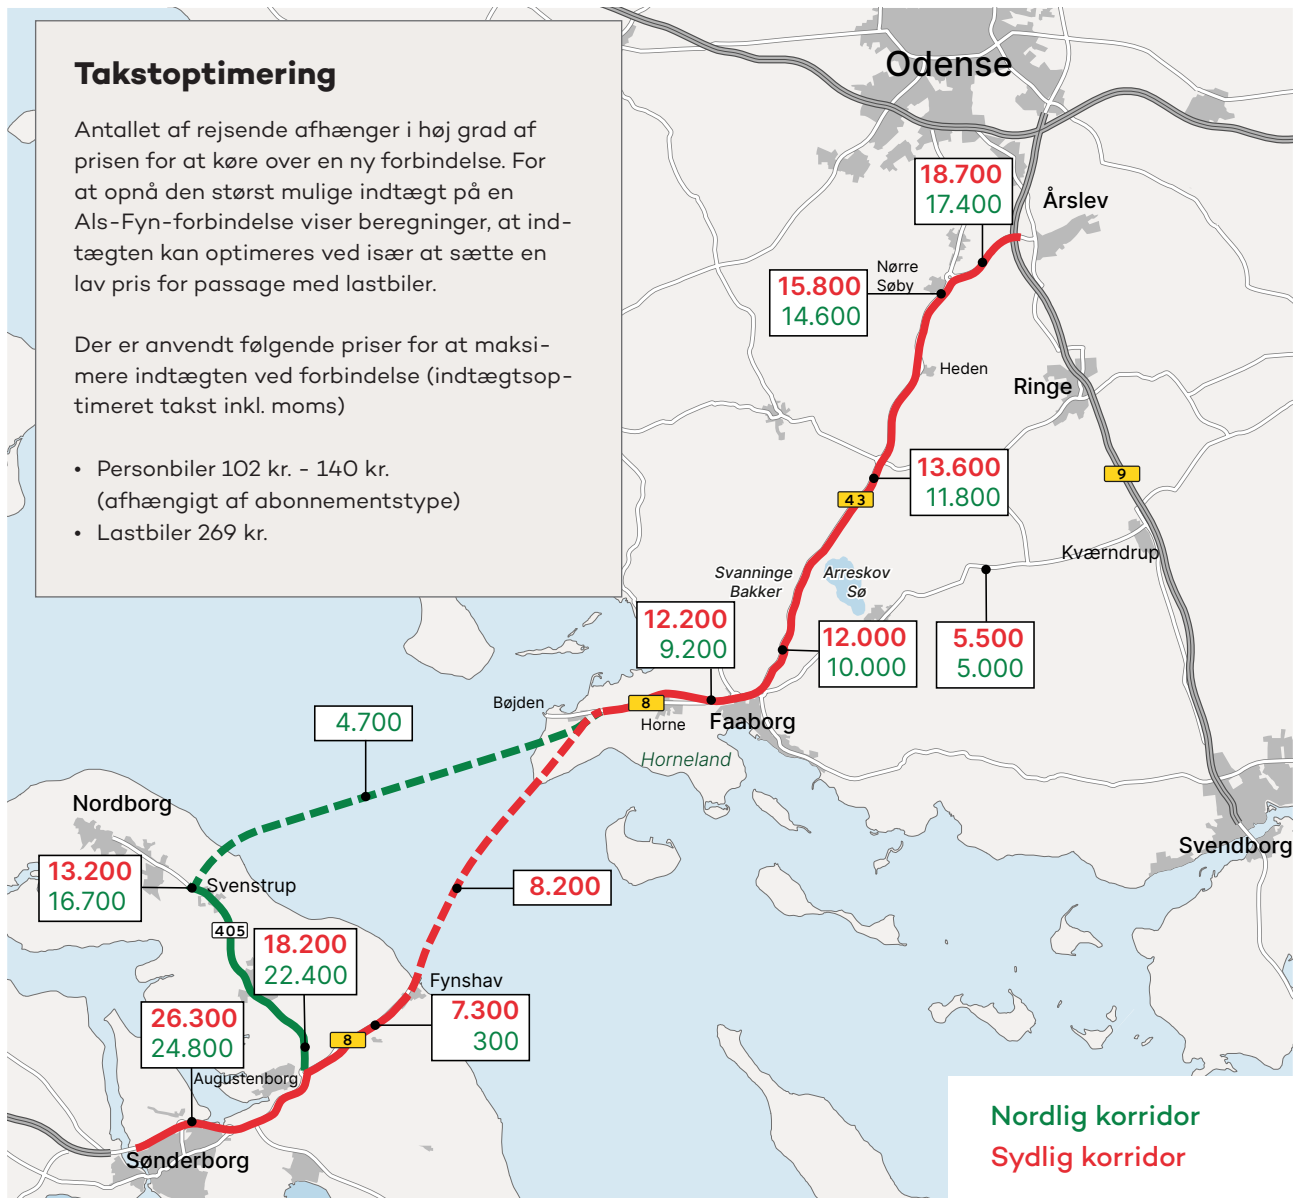 Takstoptimering
Antallet af rejsende afhænger i høj grad af
prisen for at køre over en ny forbindelse. For
at opnå den størst mulige indtægt på en
Als-Fyn-forbindelse viser beregninger, at ind-
tægten kan optimeres ved især at sætte en
lav pris for passage med lastbiler.
Der er anvendt følgende priser for at maksi-
mere indtægten ved forbindelse (indtægtsop-
timeret takst inkl. moms)
• Personbiler 102 kr. - 140 kr.
(afhængigt af abonnementstype)
• Lastbiler 269 kr.
Odense
18.700
17.400
Årslev
Nørre
Søby
15.800
14.600
Heden
Ringe
13.600
11.800
9
43
Kværndrup
Svanninge
Bakker
Arreskov
Sø
12.200
9.200
12.000
10.000
5.500
5.000
Bøjden
8
Horne
Faaborg
4.700
Horneland
Nordborg
Svendborg
13.200
16.700
Svenstrup
8.200
405
18.200
22.400
Fynshav
26.300
24.800
7.300
300
8
Augustenborg
Sønderborg
Nordlig korridor
Sydlig korridor